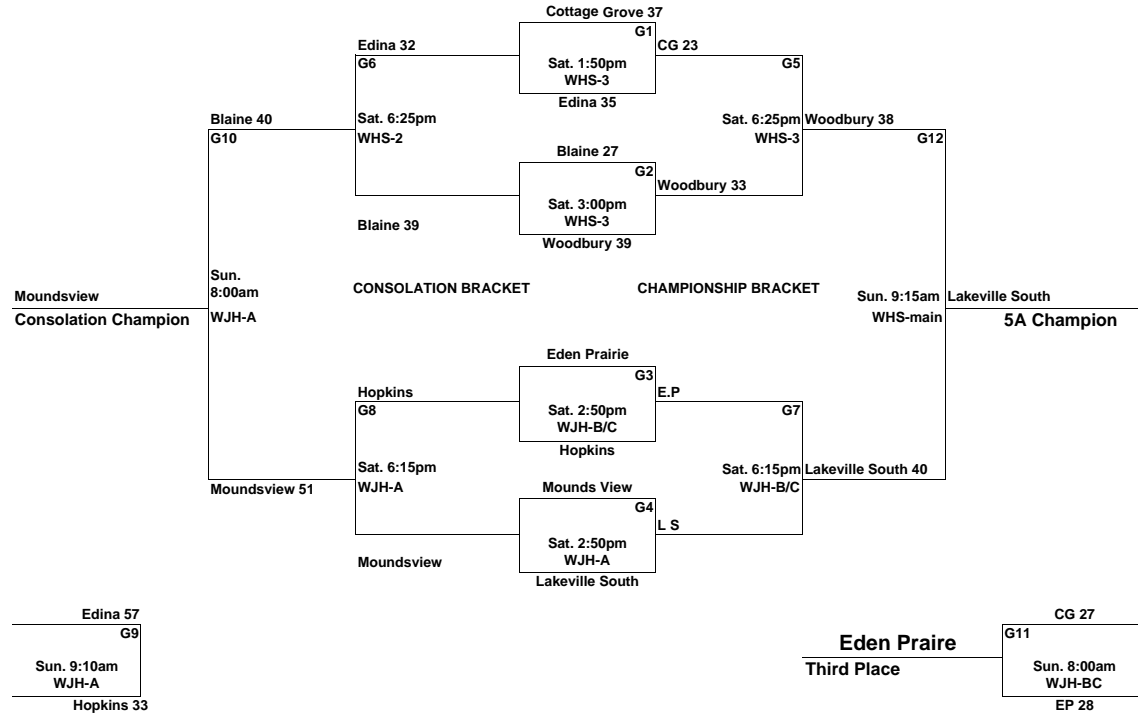 Cottage Grove 37
G1
Sat. 1:50pm
WHS-3
Edina 35
Edina 32
G6
Sat. 6:25pm
WHS-2
Blaine 39
CG 23
G5
Sat. 6:25pm
WHS-3
Woodbury 33
Blaine 27
G2
Sat. 3:00pm
WHS-3
Woodbury 39
Blaine 40
G10
Sun.
8:00am
WJH-A
Moundsview 51
Woodbury 38
G12
Sun. 9:15am
WHS-main
Lakeville South 40
Moundsview
Consolation Champion
CONSOLATION BRACKET
CHAMPIONSHIP BRACKET
Lakeville South
5A Champion
Eden Prairie
G3
Sat. 2:50pm
WJH-B/C
Hopkins
Hopkins
G8
Sat. 6:15pm
WJH-A
Moundsview
E.P
G7
Sat. 6:15pm
WJH-B/C
L S
Mounds View
G4
Sat. 2:50pm
WJH-A
Lakeville South
Edina 57
G9
Sun. 9:10am
WJH-A
Hopkins 33
Eden Praire
Third Place
CG 27
G11
Sun. 8:00am
WJH-BC
EP 28